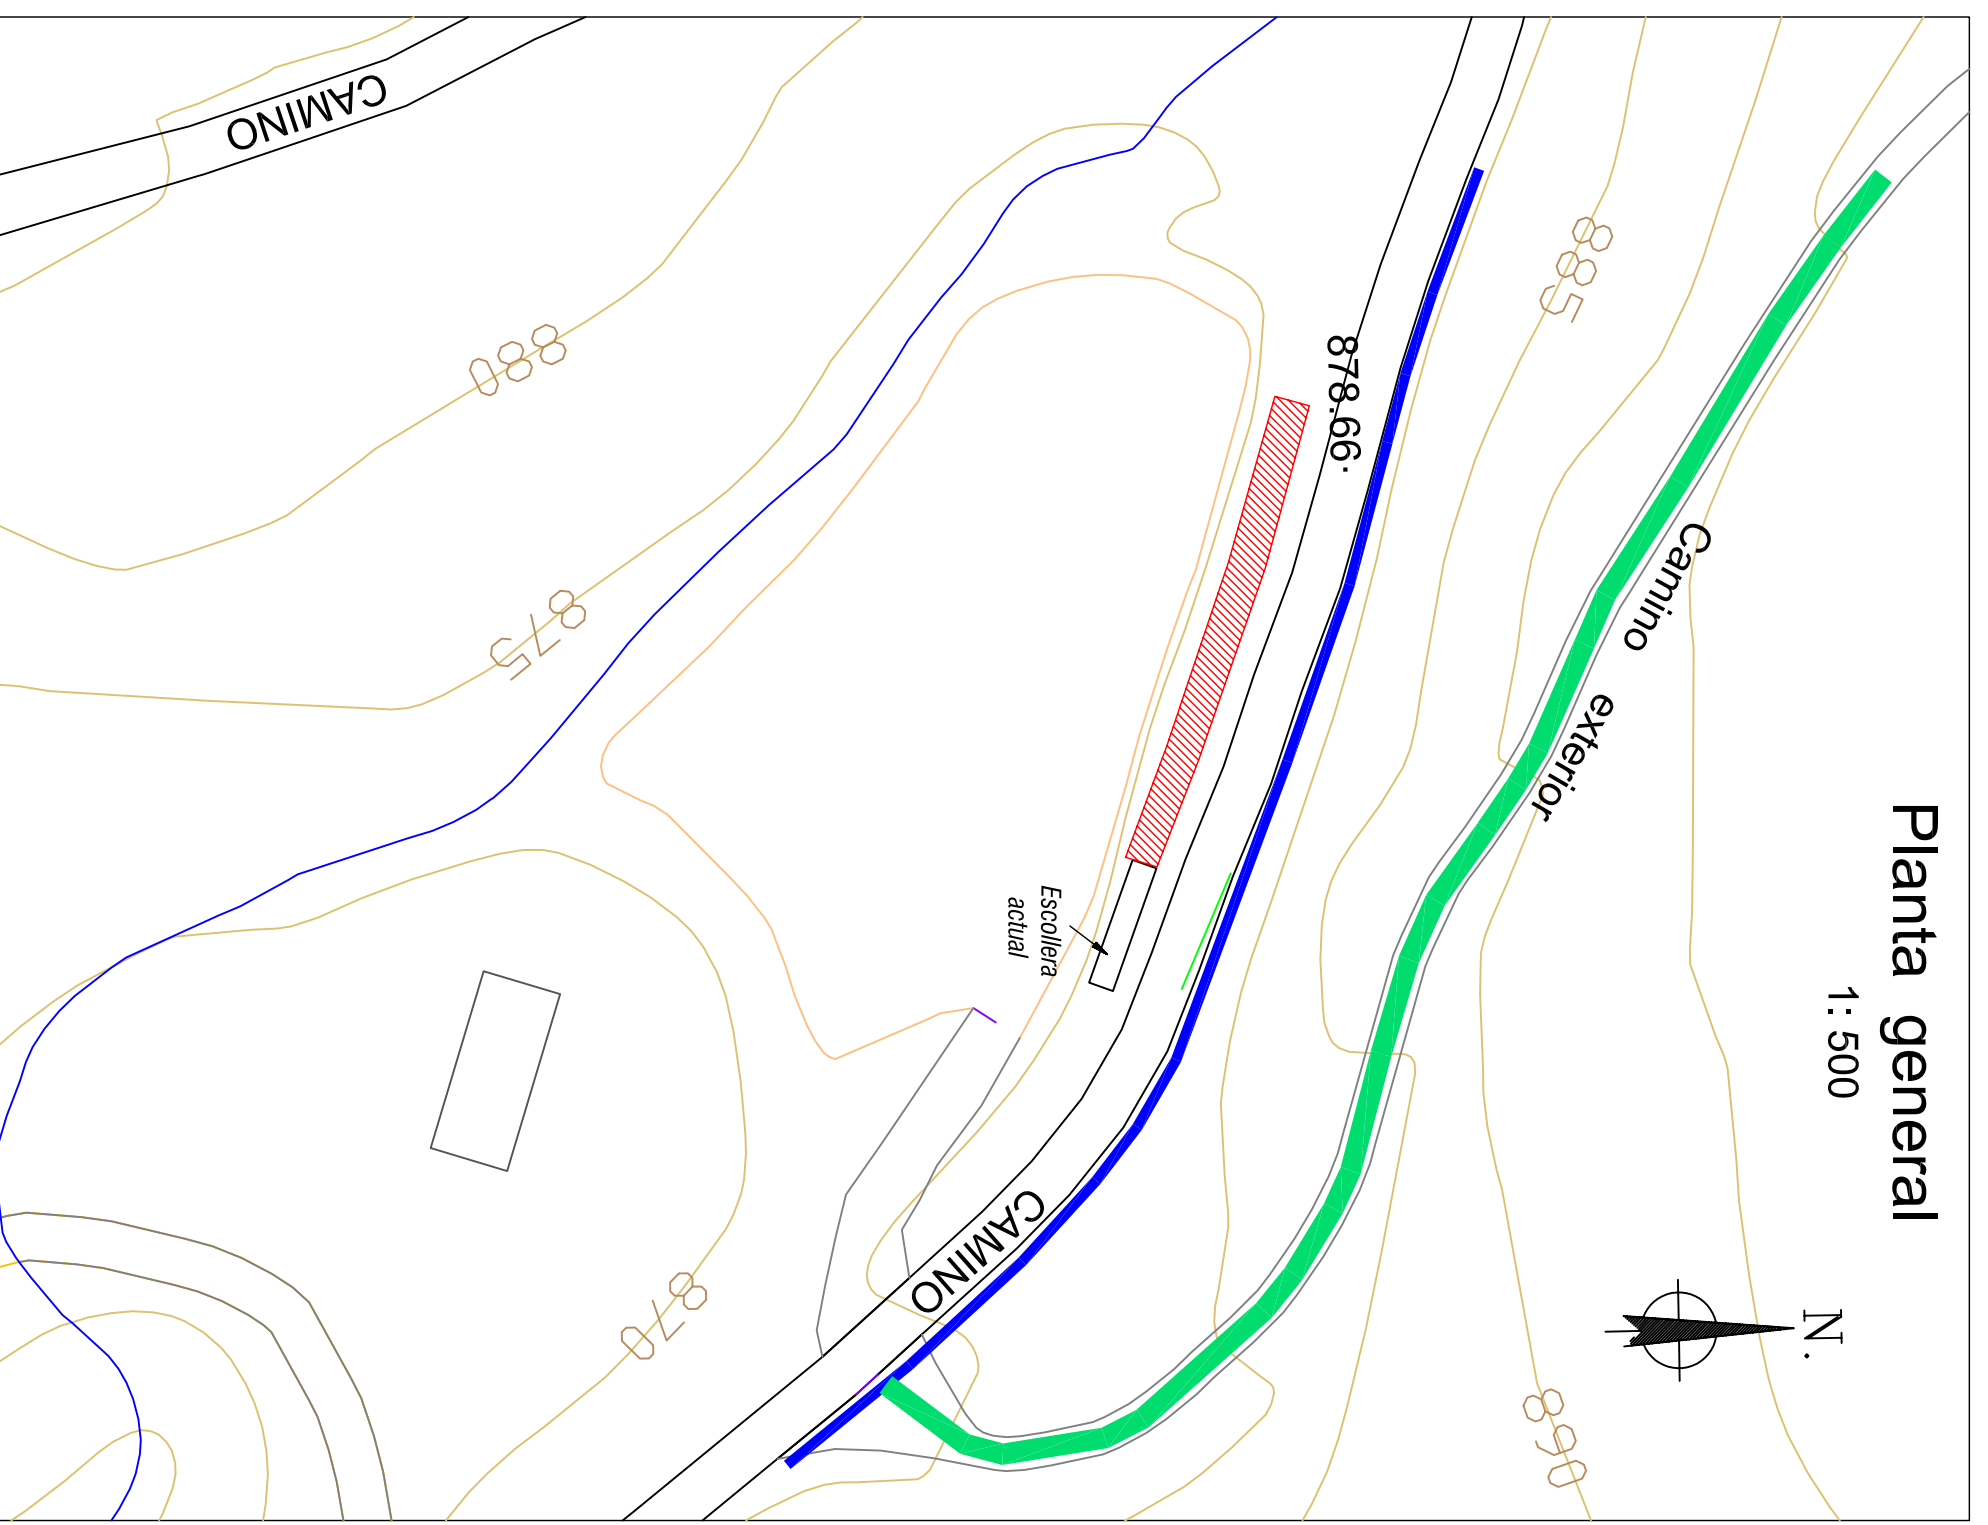 Planta general
1: 500
N.
Camino exterior
885
890
878.66.
CAMINO
Escollera
actual
880
875
870
CAMINO